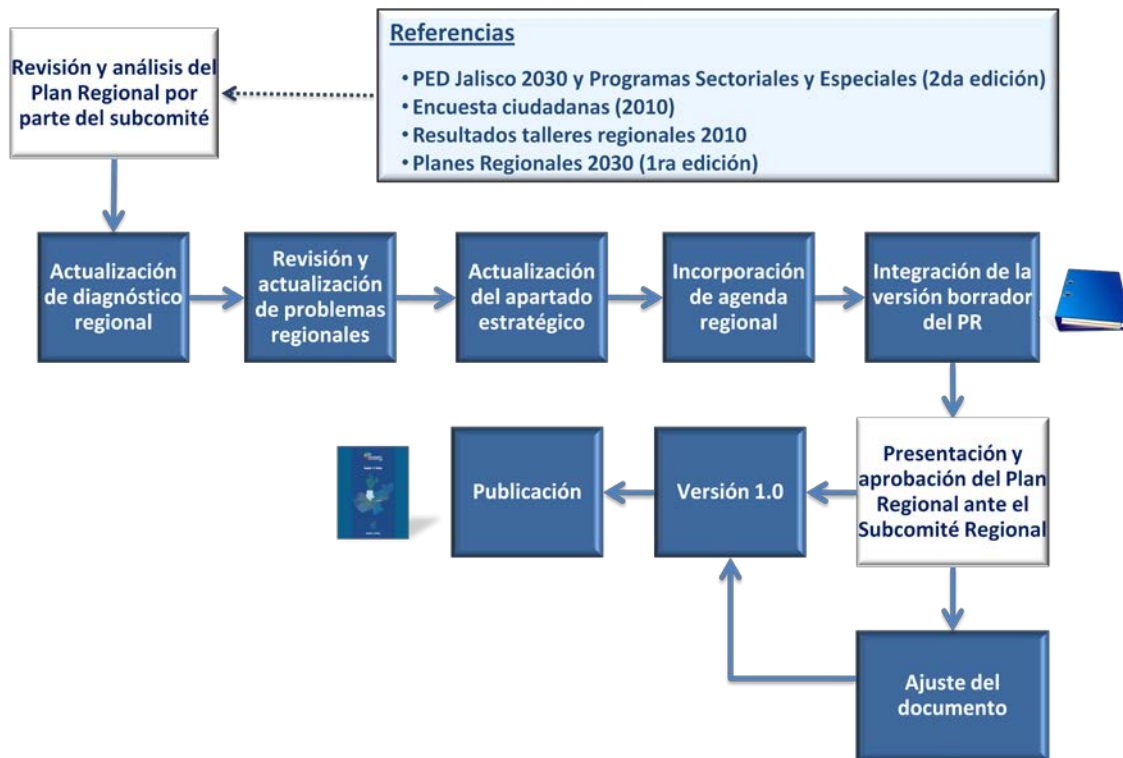 Revisión y análisis del
Plan Regional por
parte del subcomité
Referencias
• PED Jalisco 2030 y Programas Sectoriales y Especiales (2da edición)
• Encuesta ciudadanas (2010)
• Resultados talleres regionales 2010
• Planes Regionales 2030 (1ra edición)
Actualización
de diagnóstico
regional
Revisión y
actualización
de problemas
regionales
Actualización
del apartado
estratégico
Incorporación
de agenda
regional
Integración de la
versión borrador
del PR
Presentación y
aprobación del Plan
Regional ante el
Subcomité Regional
Versión 1.0
Publicación
Ajuste del
documento